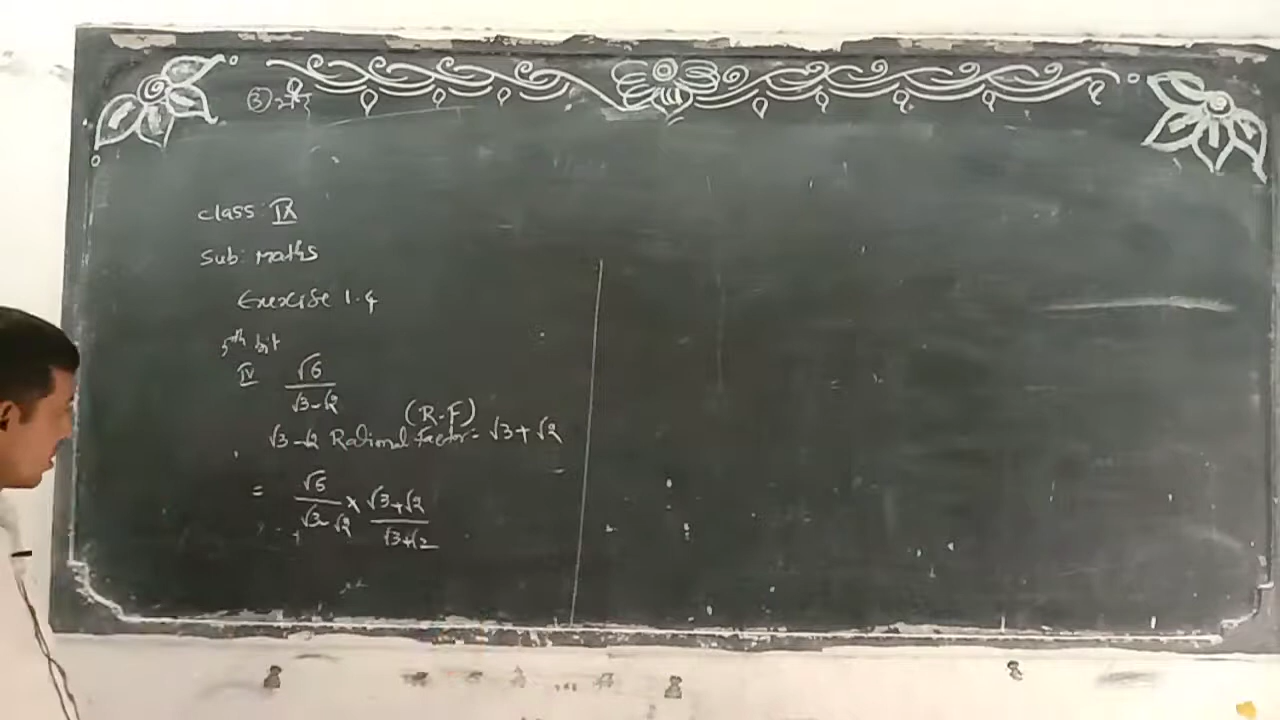 class: IX
Sub: maths
Exercise 1.4
5th bit
IV √6 / √3-√2
(R.F)
√3-√2 Rational Factor = √3+√2
= √6 / √3-√2 × √3+√2 / √3+√2